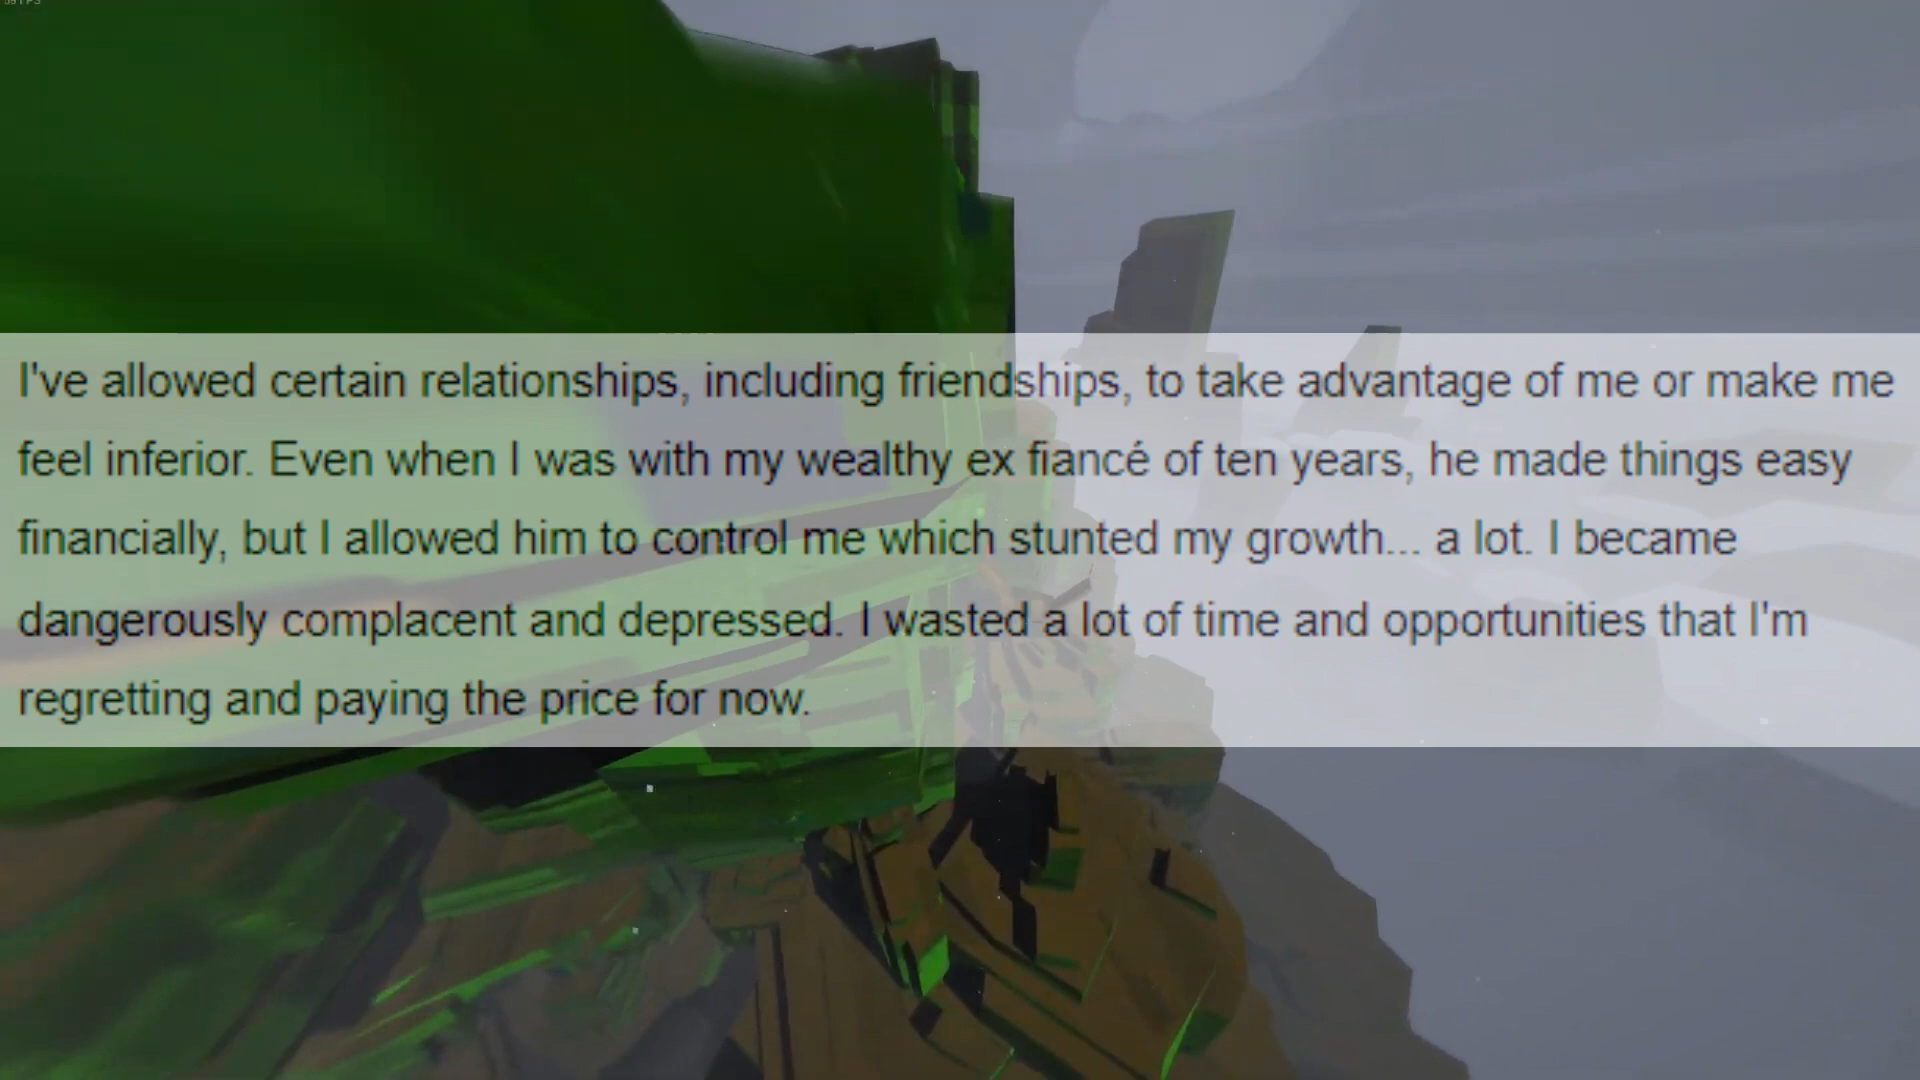 I've allowed certain relationships, including friendships, to take advantage of me or make me
feel inferior. Even when I was with my wealthy ex fiancé of ten years, he made things easy
financially, but I allowed him to control me which stunted my growth... a lot. I became
dangerously complacent and depressed. I wasted a lot of time and opportunities that I'm
regretting and paying the price for now.